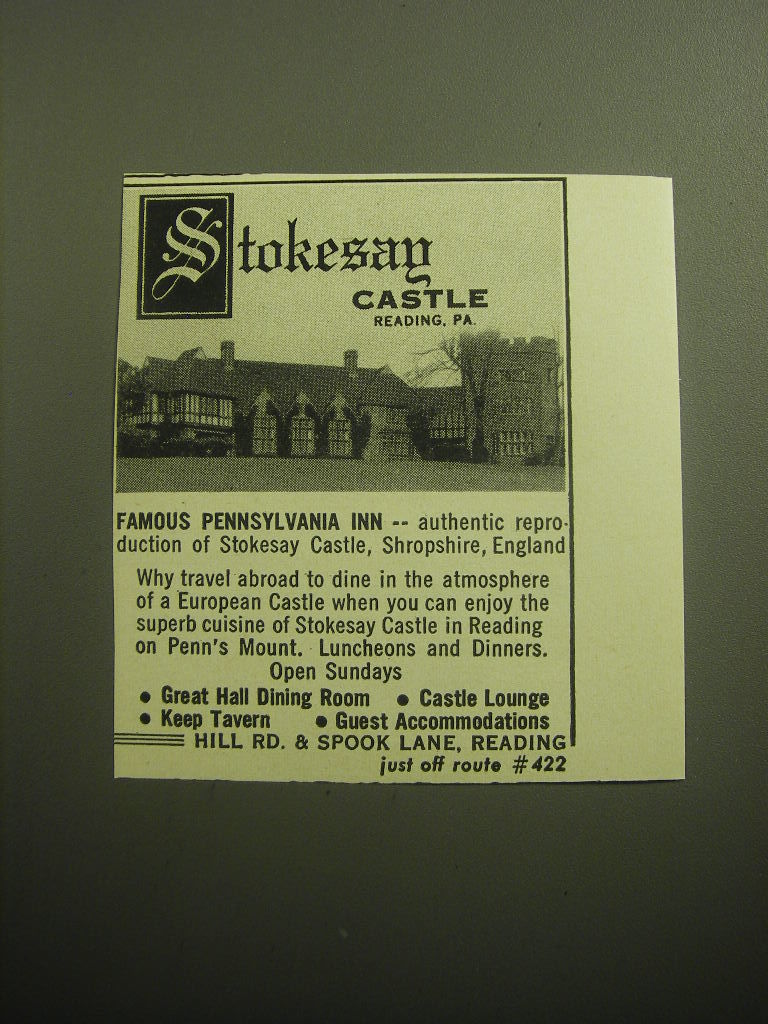 Stokesay
CASTLE
READING, PA.
FAMOUS PENNSYLVANIA INN -- authentic repro-
duction of Stokesay Castle, Shropshire, England
Why travel abroad to dine in the atmosphere
of a European Castle when you can enjoy the
superb cuisine of Stokesay Castle in Reading
on Penn's Mount. Luncheons and Dinners.
Open Sundays
• Great Hall Dining Room • Castle Lounge
• Keep Tavern • Guest Accommodations
HILL RD. & SPOOK LANE, READING
just off route #422